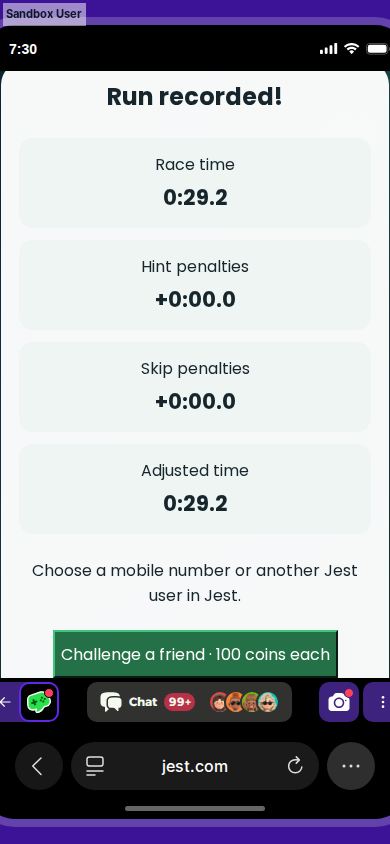 Sandbox User
7:30
Run recorded!
Race time
0:29.2
Hint penalties
+0:00.0
Skip penalties
+0:00.0
Adjusted time
0:29.2
Choose a mobile number or another Jest
user in Jest.
Challenge a friend · 100 coins each
Chat 99+
jest.com